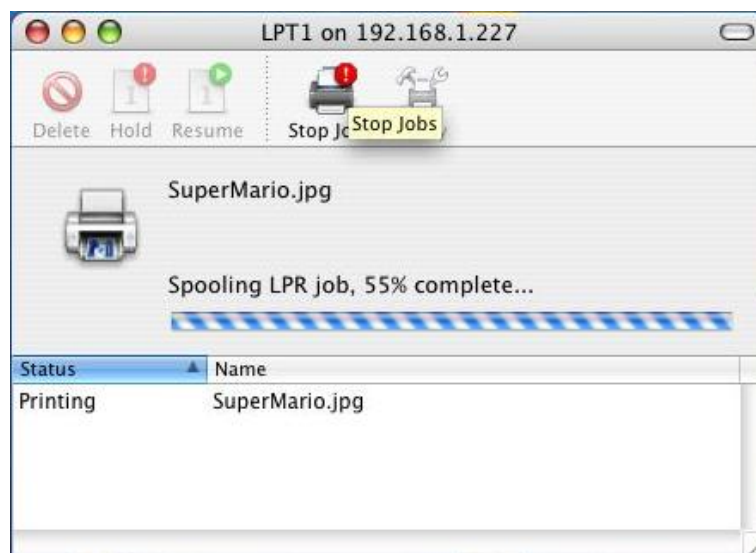 LPT1 on 192.168.1.227
Delete Hold Resume Stop Jo
Stop Jobs
SuperMario.jpg
Spooling LPR job, 55% complete...
Status Name
Printing SuperMario.jpg